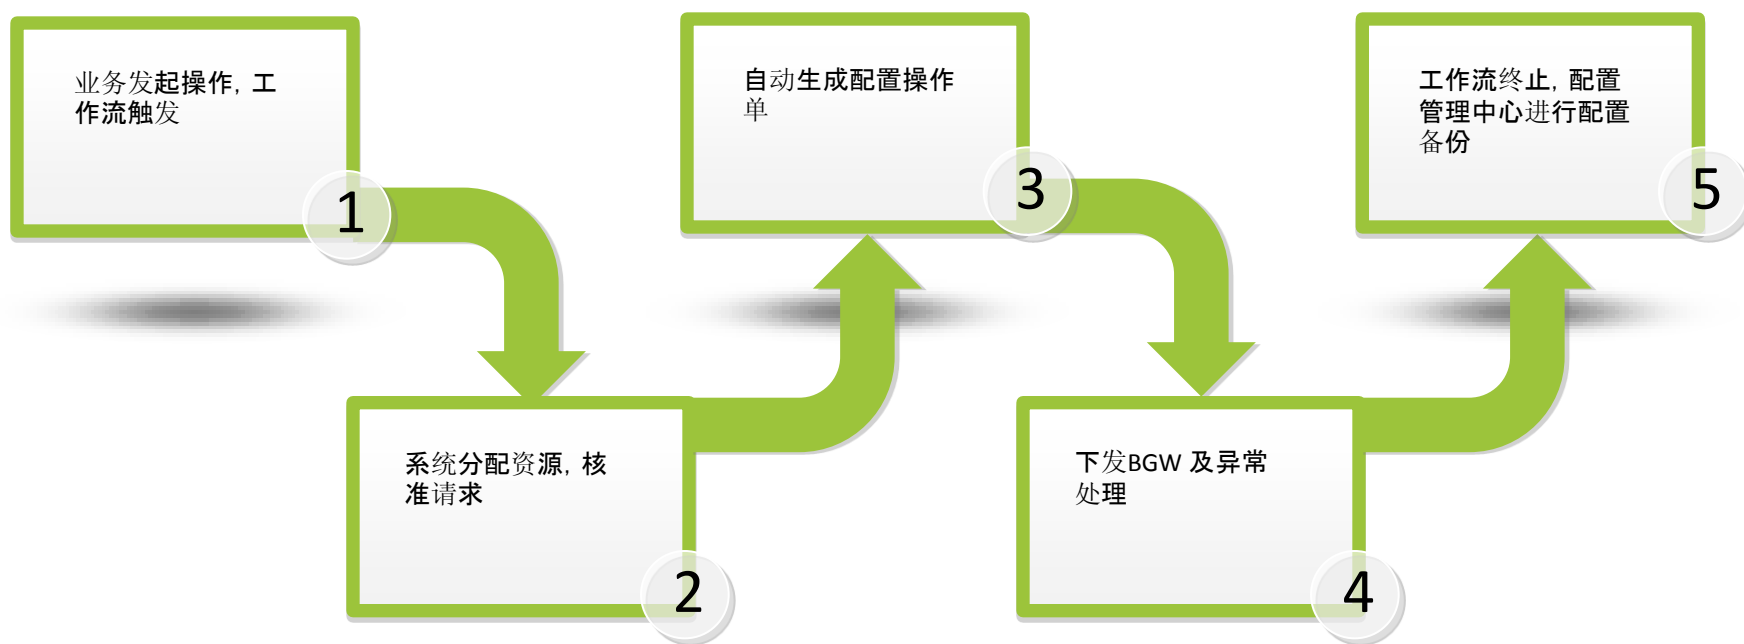 业务发起操作, 工
作流触发
1
系统分配资源, 核
准请求
2
自动生成配置操作
单
3
下发BGW 及异常
处理
4
工作流终止, 配置
管理中心进行配置
备份
5